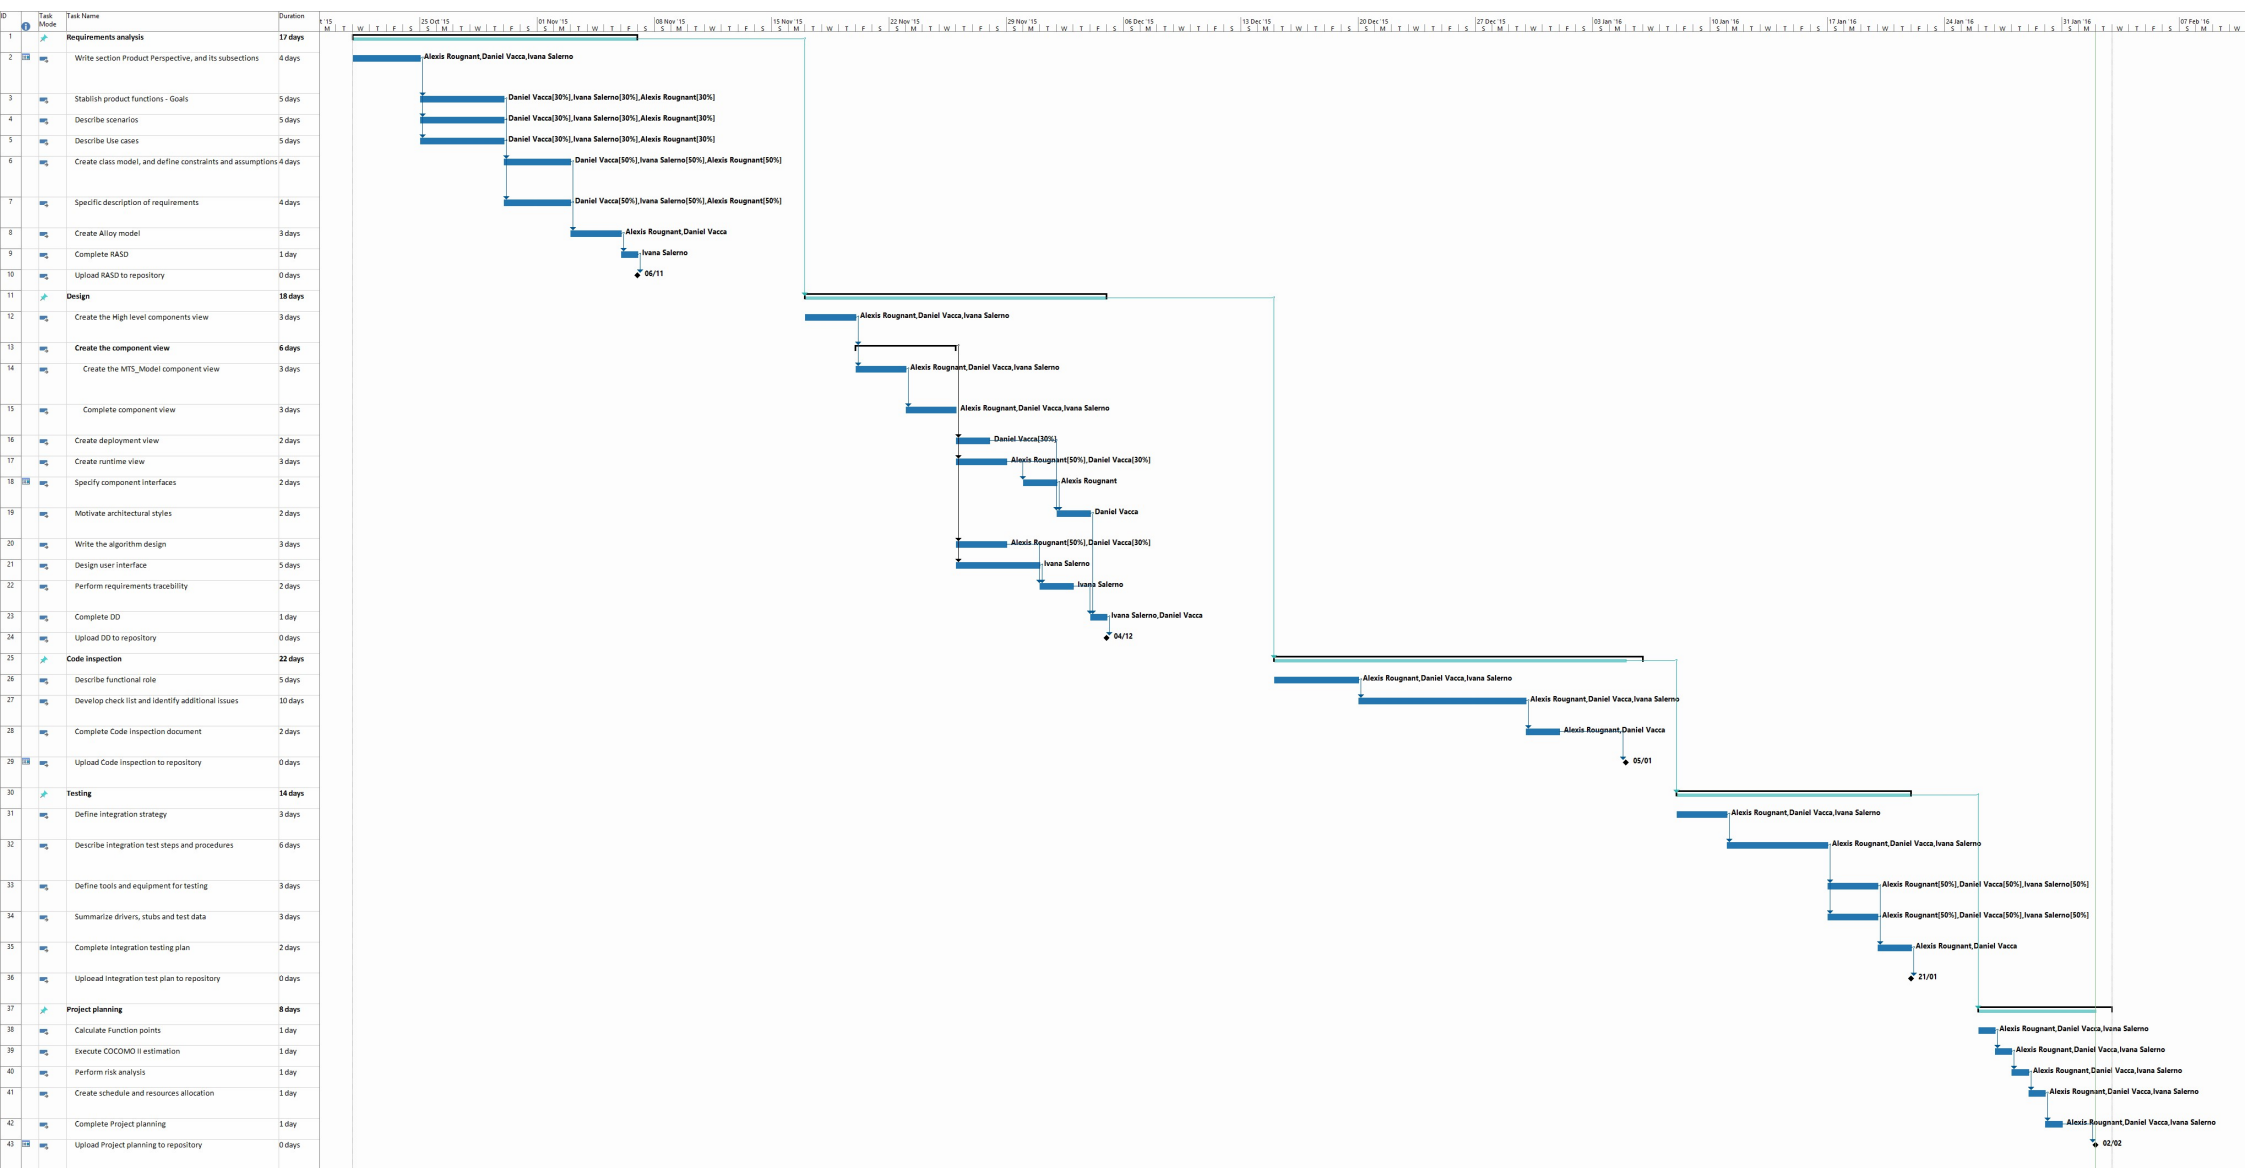 ID Task Mode Task Name Duration
t '15 25 Oct '15 01 Nov '15 08 Nov '15 15 Nov '15 22 Nov '15 29 Nov '15 06 Dec '15 13 Dec '15 20 Dec '15 27 Dec '15 03 Jan '16 10 Jan '16 17 Jan '16 24 Jan '16 31 Jan '16 07 Feb '16
1 Requirements analysis 17 days
2 Write section Product Perspective, and its subsections 4 days Alexis Rougnant,Daniel Vacca,Ivana Salerno
3 Stablish product functions - Goals 5 days Daniel Vacca[30%],Ivana Salerno[30%],Alexis Rougnant[30%]
4 Describe scenarios 5 days Daniel Vacca[30%],Ivana Salerno[30%],Alexis Rougnant[30%]
5 Describe Use cases 5 days Daniel Vacca[30%],Ivana Salerno[30%],Alexis Rougnant[30%]
6 Create class model, and define constraints and assumptions 4 days Daniel Vacca[50%],Ivana Salerno[50%],Alexis Rougnant[50%]
7 Specific description of requirements 4 days Daniel Vacca[50%],Ivana Salerno[50%],Alexis Rougnant[50%]
8 Create Alloy model 3 days Alexis Rougnant,Daniel Vacca
9 Complete RASD 1 day Ivana Salerno
10 Upload RASD to repository 0 days 06/11
11 Design 18 days
12 Create the High level components view 3 days Alexis Rougnant,Daniel Vacca,Ivana Salerno
13 Create the component view 6 days
14 Create the MTS_Model component view 3 days Alexis Rougnant,Daniel Vacca,Ivana Salerno
15 Complete component view 3 days Alexis Rougnant,Daniel Vacca,Ivana Salerno
16 Create deployment view 2 days Daniel Vacca[30%]
17 Create runtime view 3 days Alexis Rougnant[50%],Daniel Vacca[30%]
18 Specify component interfaces 2 days Alexis Rougnant
19 Motivate architectural styles 2 days Daniel Vacca
20 Write the algorithm design 3 days Alexis Rougnant[50%],Daniel Vacca[30%]
21 Design user interface 5 days Ivana Salerno
22 Perform requirements tracebility 2 days Ivana Salerno
23 Complete DD 1 day Ivana Salerno,Daniel Vacca
24 Upload DD to repository 0 days 04/12
25 Code inspection 22 days
26 Describe functional role 5 days Alexis Rougnant,Daniel Vacca,Ivana Salerno
27 Develop check list and identify additional issues 10 days Alexis Rougnant,Daniel Vacca,Ivana Salerno
28 Complete Code inspection document 2 days Alexis Rougnant,Daniel Vacca
29 Upload Code inspection to repository 0 days 05/01
30 Testing 14 days
31 Define integration strategy 3 days Alexis Rougnant,Daniel Vacca,Ivana Salerno
32 Describe integration test steps and procedures 6 days Alexis Rougnant,Daniel Vacca,Ivana Salerno
33 Define tools and equipment for testing 3 days Alexis Rougnant[50%],Daniel Vacca[50%],Ivana Salerno[50%]
34 Summarize drivers, stubs and test data 3 days Alexis Rougnant[50%],Daniel Vacca[50%],Ivana Salerno[50%]
35 Complete Integration testing plan 2 days Alexis Rougnant,Daniel Vacca
36 Uploead Integration test plan to repository 0 days 21/01
37 Project planning 8 days
38 Calculate Function points 1 day Alexis Rougnant,Daniel Vacca,Ivana Salerno
39 Execute COCOMO II estimation 1 day Alexis Rougnant,Daniel Vacca,Ivana Salerno
40 Perform risk analysis 1 day Alexis Rougnant,Daniel Vacca,Ivana Salerno
41 Create schedule and resources allocation 1 day Alexis Rougnant,Daniel Vacca,Ivana Salerno
42 Complete Project planning 1 day Alexis Rougnant,Daniel Vacca,Ivana Salerno
43 Upload Project planning to repository 0 days 02/02